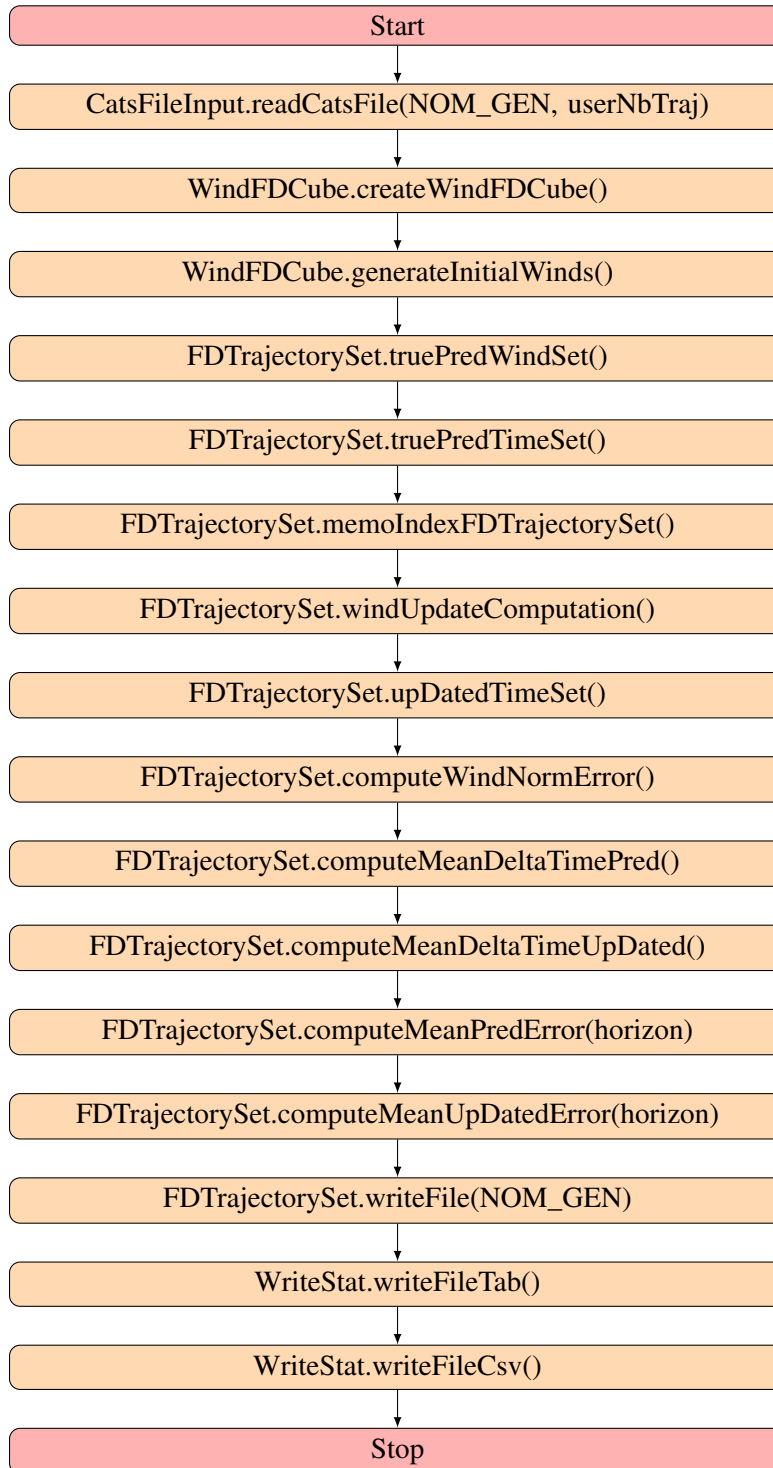 Start
CatsFileInput.readCatsFile(NOM_GEN, userNbTraj)
WindFDCube.createWindFDCube()
WindFDCube.generateInitialWinds()
FDTrajectorySet.truePredWindSet()
FDTrajectorySet.truePredTimeSet()
FDTrajectorySet.memoIndexFDTrajectorySet()
FDTrajectorySet.windUpdateComputation()
FDTrajectorySet.upDatedTimeSet()
FDTrajectorySet.computeWindNormError()
FDTrajectorySet.computeMeanDeltaTimePred()
FDTrajectorySet.computeMeanDeltaTimeUpDated()
FDTrajectorySet.computeMeanPredError(horizon)
FDTrajectorySet.computeMeanUpDatedError(horizon)
FDTrajectorySet.writeFile(NOM_GEN)
WriteStat.writeFileTab()
WriteStat.writeFileCsv()
Stop